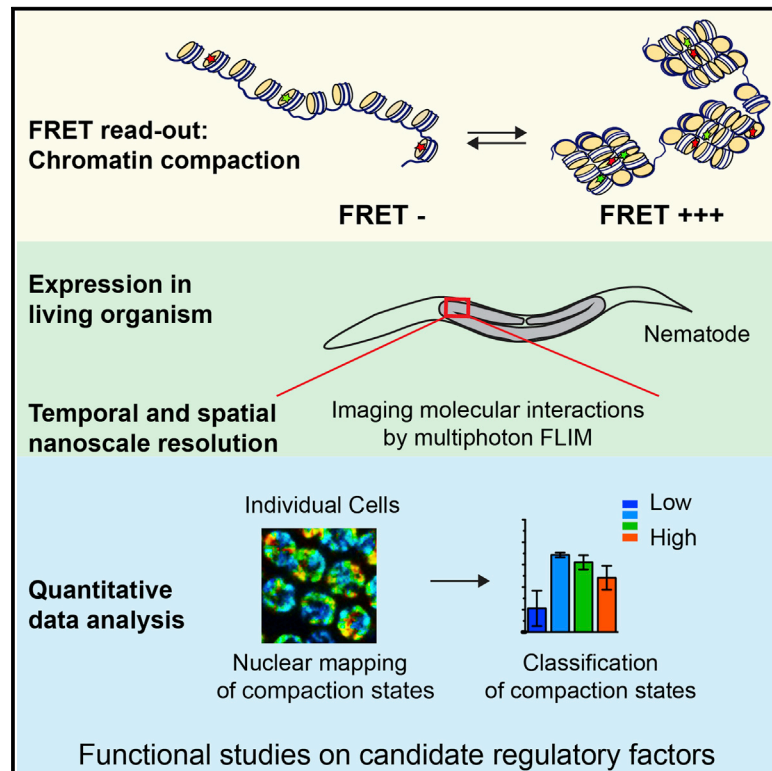 FRET read-out:
Chromatin compaction
FRET -
FRET +++
Expression in
living organism
Nematode
Temporal and spatial
nanoscale resolution
Imaging molecular interactions
by multiphoton FLIM
Individual Cells
Low
High
Quantitative
data analysis
Nuclear mapping
of compaction states
Classification
of compaction states
Functional studies on candidate regulatory factors